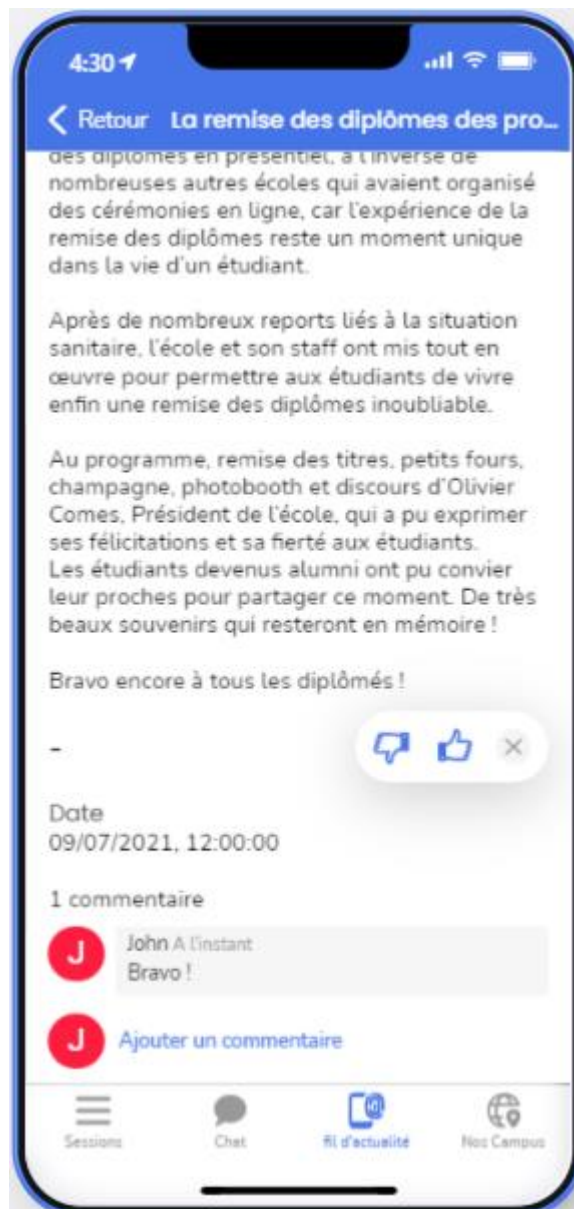 4:30
Retour La remise des diplômes des pro...
des diplômes en présentiel, à l'inverse de
nombreuses autres écoles qui avaient organisé
des cérémonies en ligne, car l'expérience de la
remise des diplômes reste un moment unique
dans la vie d'un étudiant.
Après de nombreux reports liés à la situation
sanitaire, l'école et son staff ont mis tout en
œuvre pour permettre aux étudiants de vivre
enfin une remise des diplômes inoubliable.
Au programme, remise des titres, petits fours,
champagne, photobooth et discours d'Olivier
Comes, Président de l'école, qui a pu exprimer
ses félicitations et sa fierté aux étudiants.
Les étudiants devenus alumni ont pu convier
leur proches pour partager ce moment. De très
beaux souvenirs qui resteront en mémoire !
Bravo encore à tous les diplômés !
-
Date
09/07/2021, 12:00:00
1 commentaire
J
John A l'instant
Bravo !
J
Ajouter un commentaire
Sessions Chat fil d'actualité Nos Campus